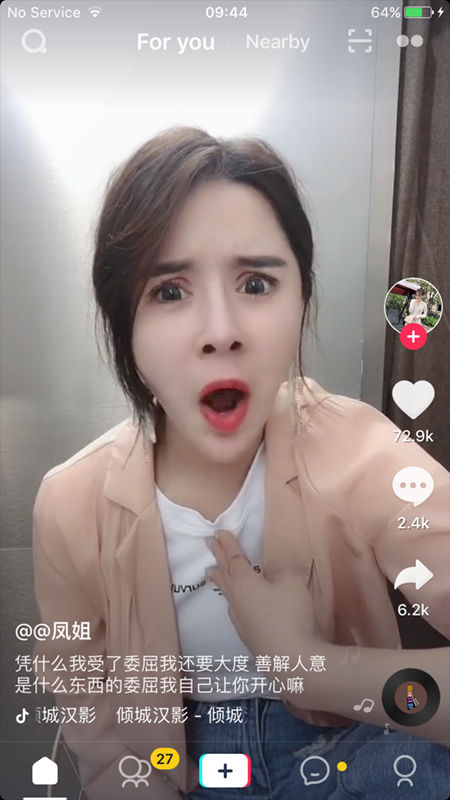 No Service
09:44
64%
For you
Nearby
72.9k
2.4k
6.2k
@@凤姐
凭什么我受了委屈我还要大度 善解人意
是什么东西的委屈我自己让你开心嘛
城汉影 倾城汉影 - 倾城
27